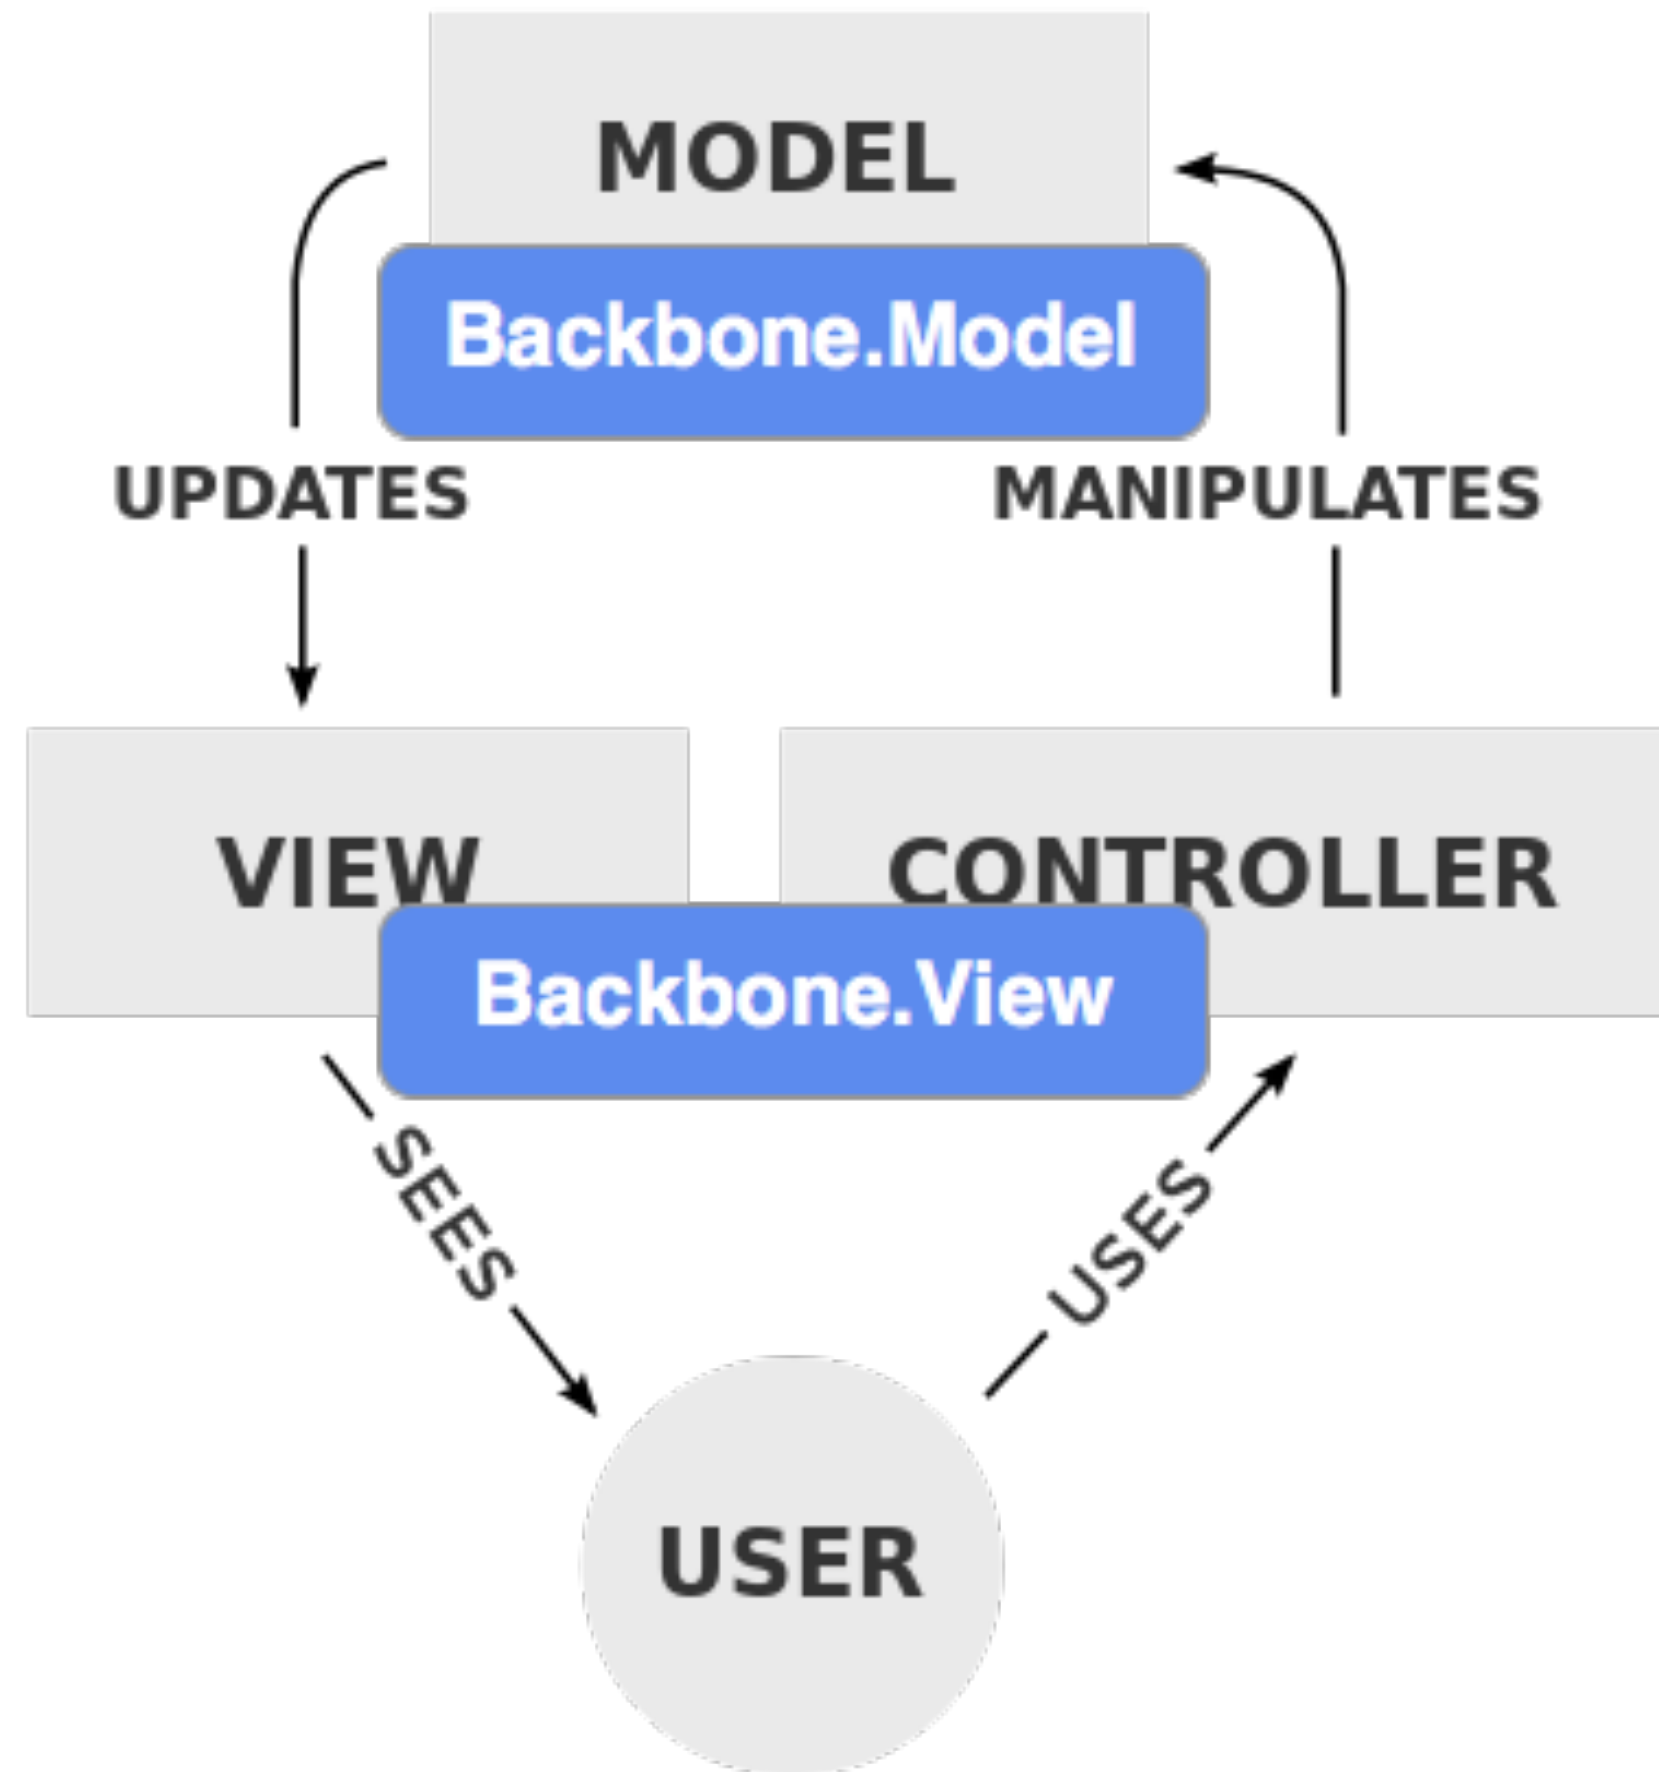 MODEL
Backbone.Model
UPDATES
MANIPULATES
VIEW
CONTROLLER
Backbone.View
SEES
USES
USER